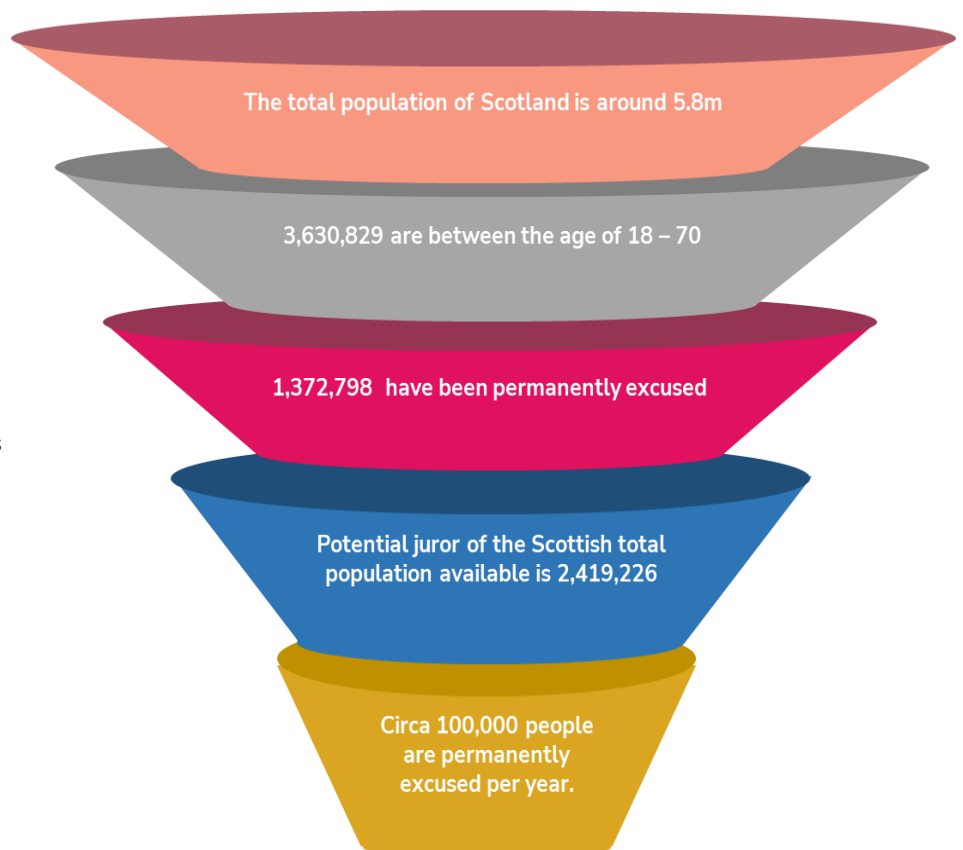 The total population of Scotland is around 5.8m
3,630,829 are between the age of 18 – 70
1,372,798 have been permanently excused
Potential juror of the Scottish total
population available is 2,419,226
Circa 100,000 people
are permanently
excused per year.